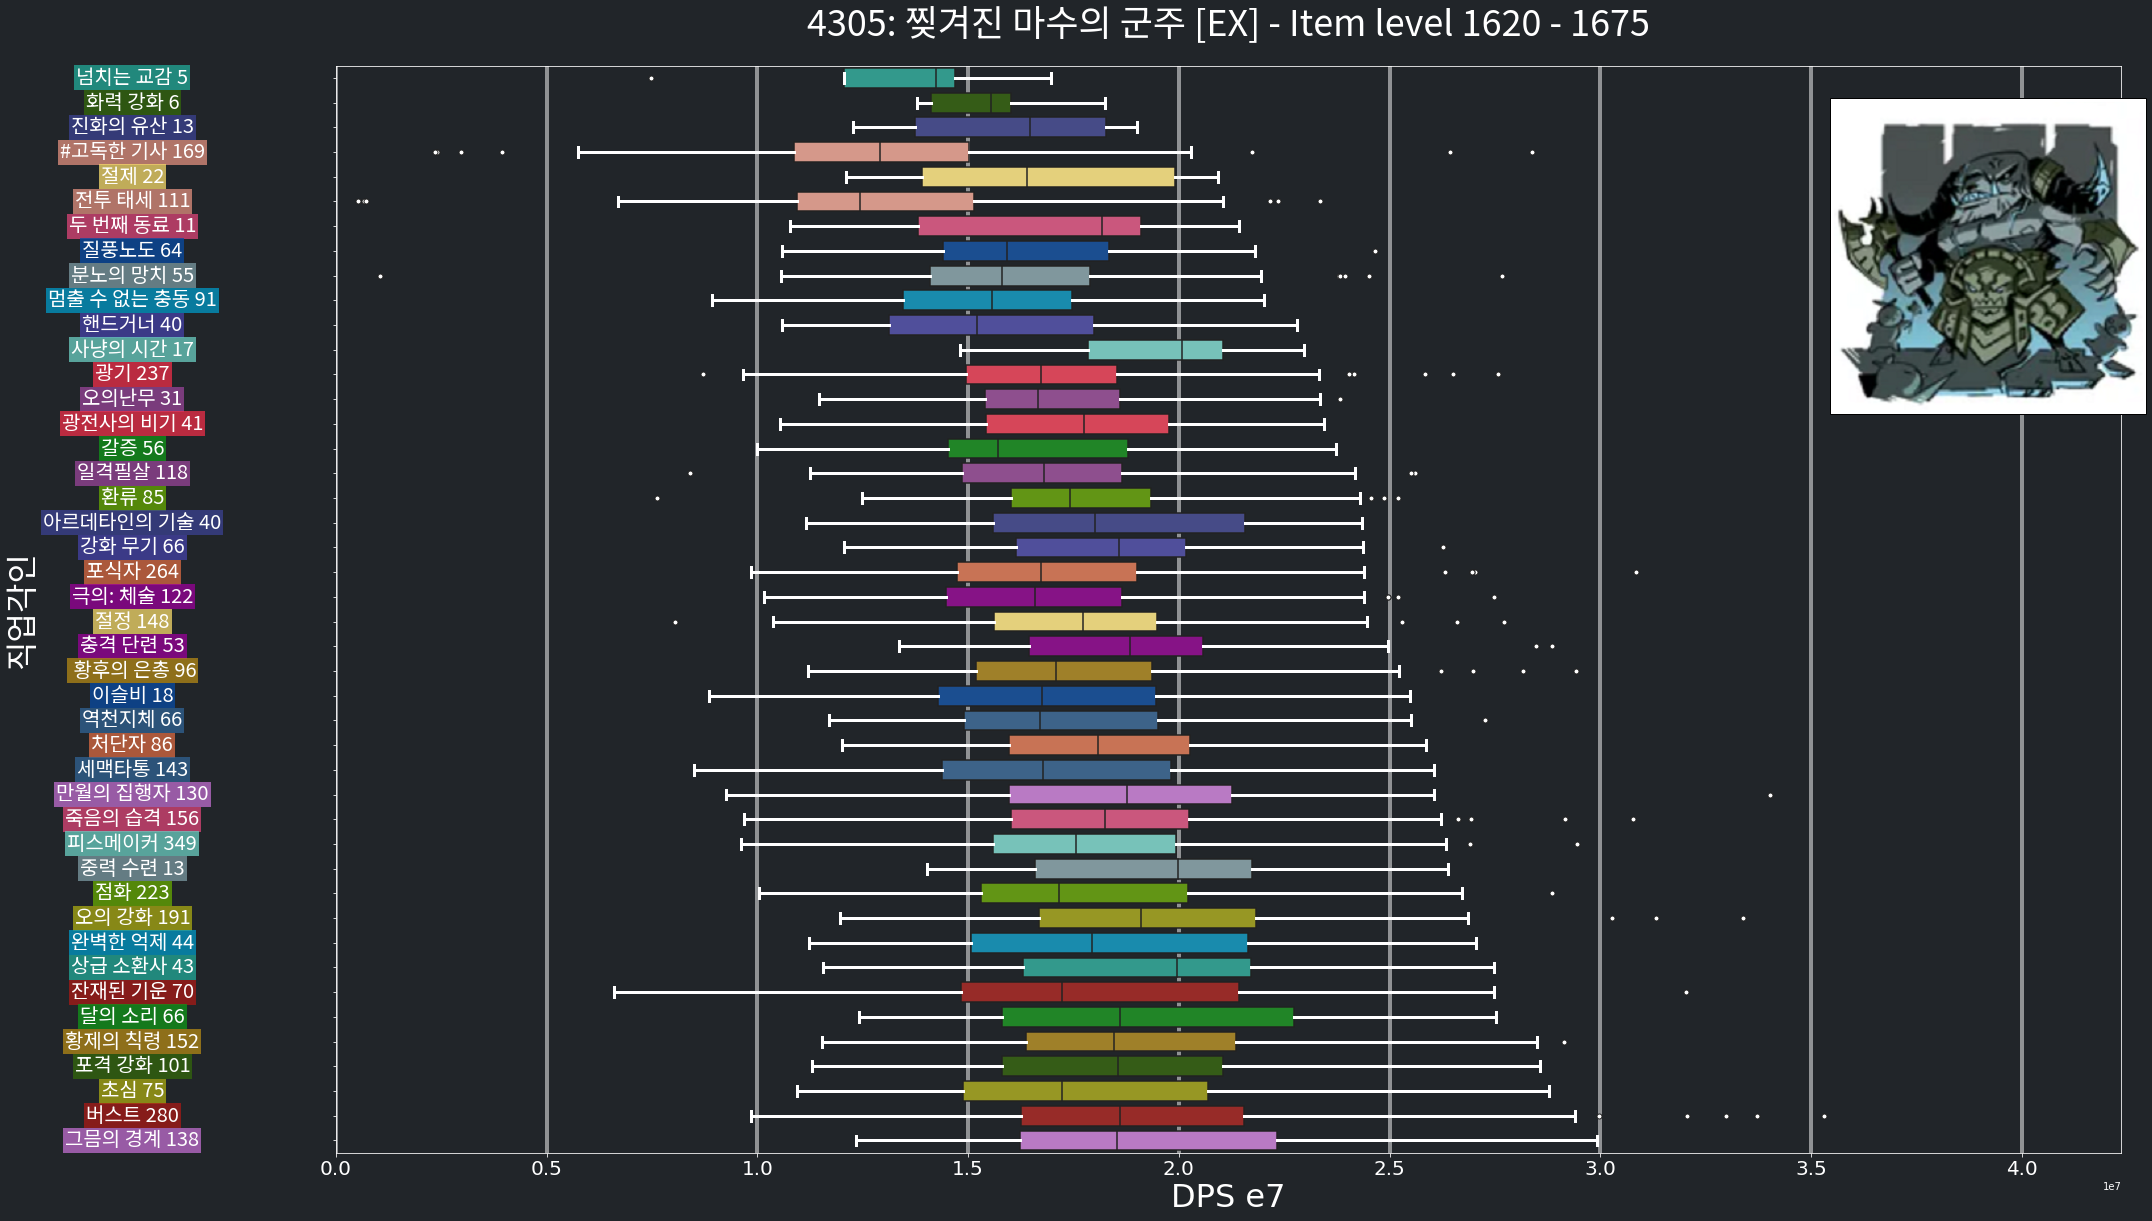 4305: 찢겨진 마수의 군주 [EX] - Item level 1620 - 1675
넘치는 교감 5
화력 강화 6
진화의 유산 13
#고독한 기사 169
절제 22
전투 태세 111
두 번째 동료 11
질풍노도 64
분노의 망치 55
멈출 수 없는 충동 91
핸드거너 40
사냥의 시간 17
광기 237
오의난무 31
광전사의 비기 41
갈증 56
일격필살 118
환류 85
아르데타인의 기술 40
강화 무기 66
포식자 264
극의: 체술 122
절정 148
충격 단련 53
황후의 은총 96
이슬비 18
역천지체 66
처단자 86
세맥타통 143
만월의 집행자 130
죽음의 습격 156
피스메이커 349
중력 수련 13
점화 223
오의 강화 191
완벽한 억제 44
상급 소환사 43
잔재된 기운 70
달의 소리 66
황제의 칙령 152
포격 강화 101
초심 75
버스트 280
그믐의 경계 138
직업각인
0.0 0.5 1.0 1.5 2.0 2.5 3.0 3.5 4.0
DPS e7
1e7